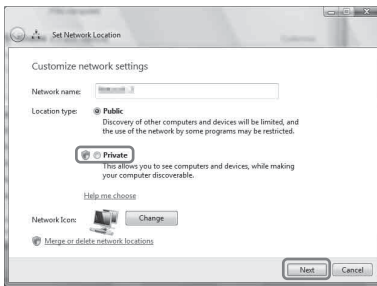 Set Network Location
Customize network settings
Network name:
Location type:
Public
Discovery of other computers and devices will be limited, and
the use of the network by some programs may be restricted.
Private
This allows you to see computers and devices, while making
your computer discoverable.
Help me choose
Network Icon:
Change
Merge or delete network locations
Next
Cancel